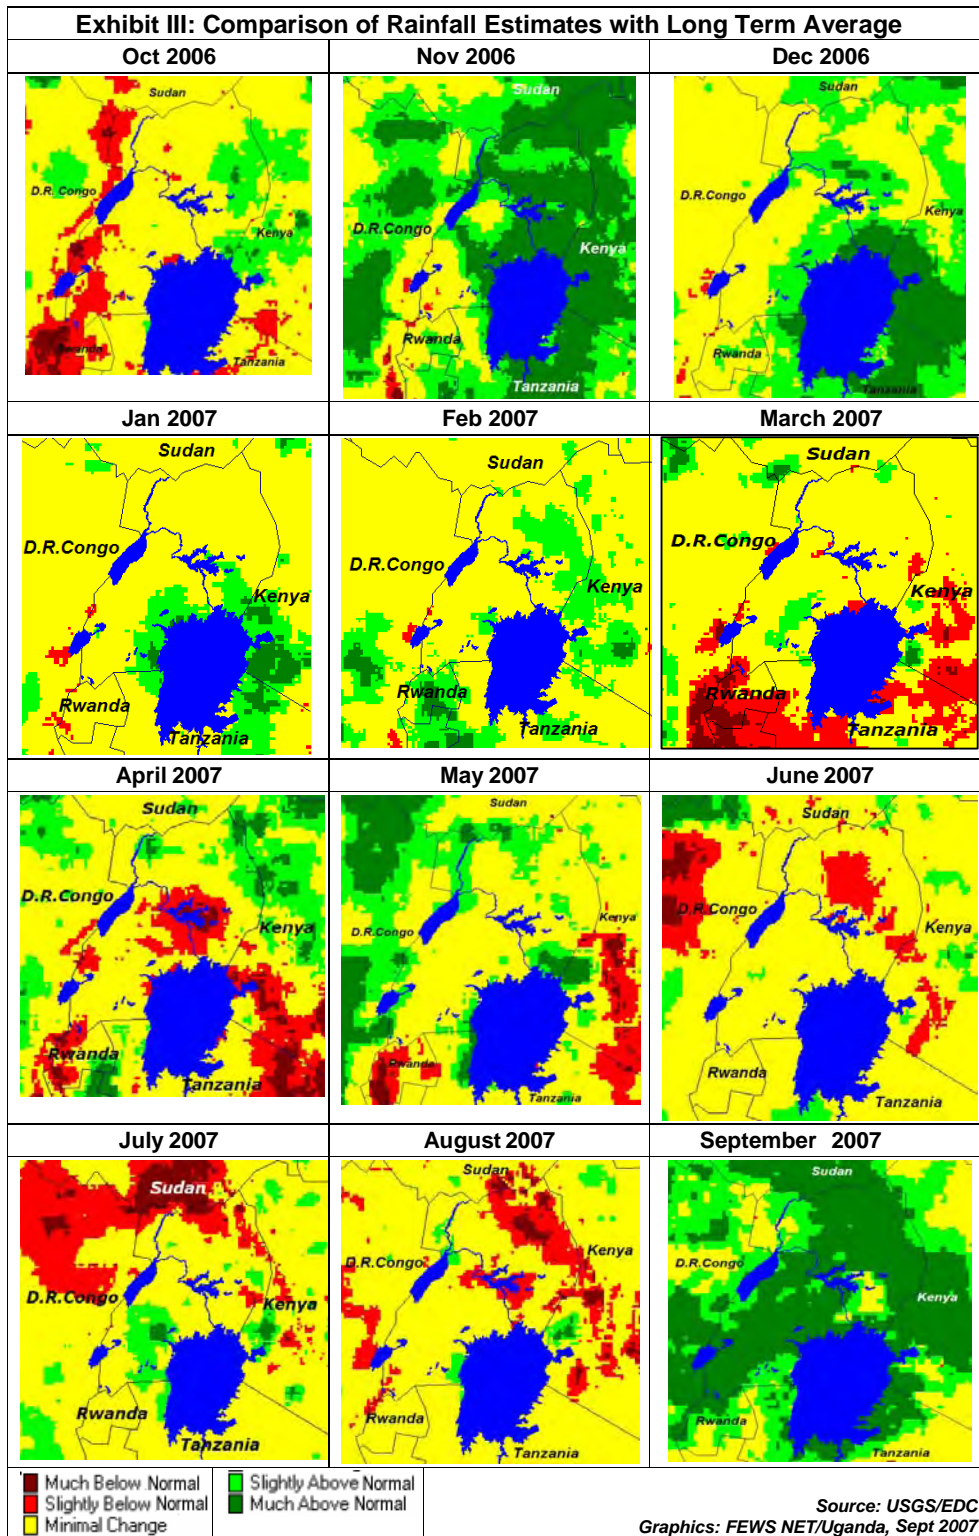 Exhibit III: Comparison of Rainfall Estimates with Long Term Average
Oct 2006
Nov 2006
Dec 2006
Sudan
D.R. Congo
Kenya
Rwanda
Tanzania
Sudan
D.R.Congo
Kenya
Rwanda
Tanzania
Sudan
D.R.Congo
Kenya
Rwanda
Tanzania
Jan 2007
Feb 2007
March 2007
Sudan
D.R.Congo
Kenya
Rwanda
Tanzania
Sudan
D.R.Congo
Kenya
Rwanda
Tanzania
Sudan
D.R.Congo
Kenya
Rwanda
Tanzania
April 2007
May 2007
June 2007
Sudan
D.R.Congo
Kenya
Rwanda
Tanzania
Sudan
Kenya
D.R.Congo
Rwanda
Tanzania
Sudan
D.R.Congo
Kenya
Rwanda
Tanzania
July 2007
August 2007
September 2007
Sudan
D.R.Congo
Kenya
Rwanda
Tanzania
Sudan
Kenya
D.R.Congo
Rwanda
Tanzania
Sudan
D.R.Congo
Kenya
Rwanda
Tanzania
Much Below Normal
Slightly Below Normal
Minimal Change
Slightly Above Normal
Much Above Normal
Source: USGS/EDC
Graphics: FEWS NET/Uganda, Sept 2007